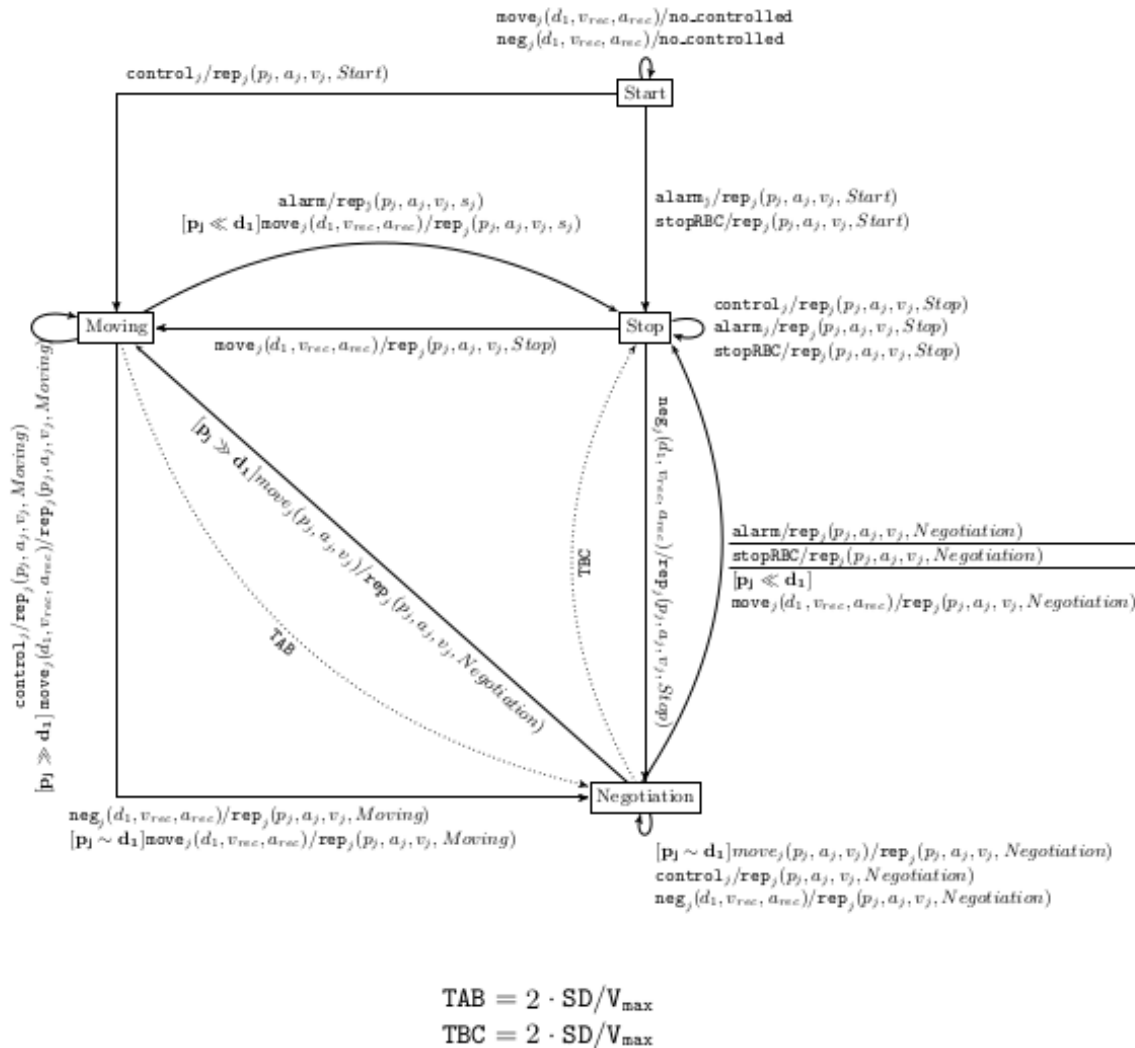 move_j(d_1, v_rec, a_rec)/no_controlled
neg_j(d_1, v_rec, a_rec)/no_controlled
control_j/rep_j(p_j, a_j, v_j, Start)
Start
alarm/rep_j(p_j, a_j, v_j, s_j)
[p_j ≪ d_1]move_j(d_1, v_rec, a_rec)/rep_j(p_j, a_j, v_j, s_j)
alarm_j/rep_j(p_j, a_j, v_j, Start)
stopRBC/rep_j(p_j, a_j, v_j, Start)
Moving
Stop
control_j/rep_j(p_j, a_j, v_j, Stop)
alarm_j/rep_j(p_j, a_j, v_j, Stop)
stopRBC/rep_j(p_j, a_j, v_j, Stop)
move_j(d_1, v_rec, a_rec)/rep_j(p_j, a_j, v_j, Stop)
control_j/rep_j(p_j, a_j, v_j, Moving)
[p_j ≫ d_1]move_j(d_1, v_rec, a_rec)/rep_j(p_j, a_j, v_j, Moving)
[p_j ≫ d_1]move_j(p_j, a_j, v_j)/rep_j(p_j, a_j, v_j, Negotiation)
TAB
TBC
neg_j(d_1, v_rec, a_rec)/rep_j(p_j, a_j, v_j, Stop)
alarm/rep_j(p_j, a_j, v_j, Negotiation)
stopRBC/rep_j(p_j, a_j, v_j, Negotiation)
[p_j ≪ d_1]
move_j(d_1, v_rec, a_rec)/rep_j(p_j, a_j, v_j, Negotiation)
Negotiation
neg_j(d_1, v_rec, a_rec)/rep_j(p_j, a_j, v_j, Moving)
[p_j ∼ d_1]move_j(d_1, v_rec, a_rec)/rep_j(p_j, a_j, v_j, Moving)
[p_j ∼ d_1]move_j(p_j, a_j, v_j)/rep_j(p_j, a_j, v_j, Negotiation)
control_j/rep_j(p_j, a_j, v_j, Negotiation)
neg_j(d_1, v_rec, a_rec)/rep_j(p_j, a_j, v_j, Negotiation)
TAB = 2 · SD/V_max
TBC = 2 · SD/V_max